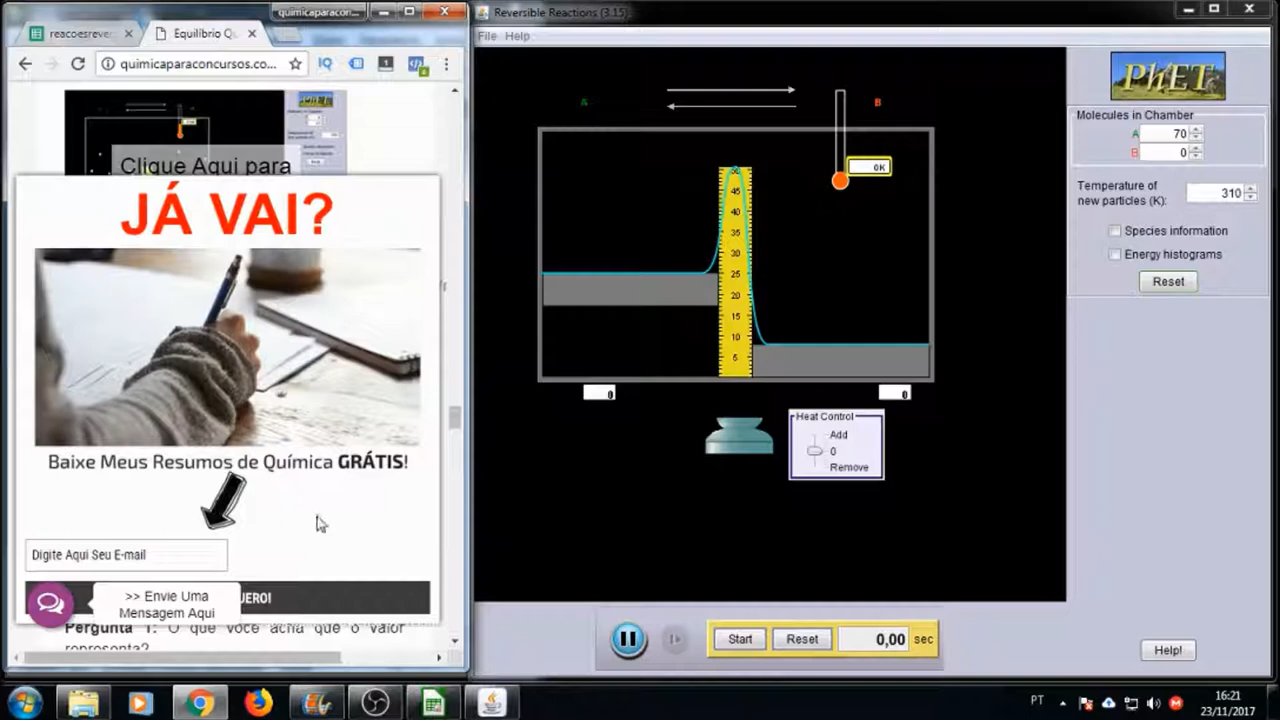 quimicaparacon...
reacoesrever
Equilíbrio Qu
quimicaparaconcursos.co...
Clique Aqui para
JÁ VAI?
Baixe Meus Resumos de Química GRÁTIS!
Digite Aqui Seu E-mail
>> Envie Uma
Mensagem Aqui
UERO!
Pergunta 1: O que você acha que o valor
representa?
Reversible Reactions (3.15)
File Help
A
B
0K
45
40
35
30
25
20
15
10
5
0
0
Heat Control
Add
0
Remove
Start
Reset
0,00
sec
PhET
Molecules in Chamber
A 70
B 0
Temperature of
new particles (K):
310
Species information
Energy histograms
Reset
Help!
PT
16:21
23/11/2017